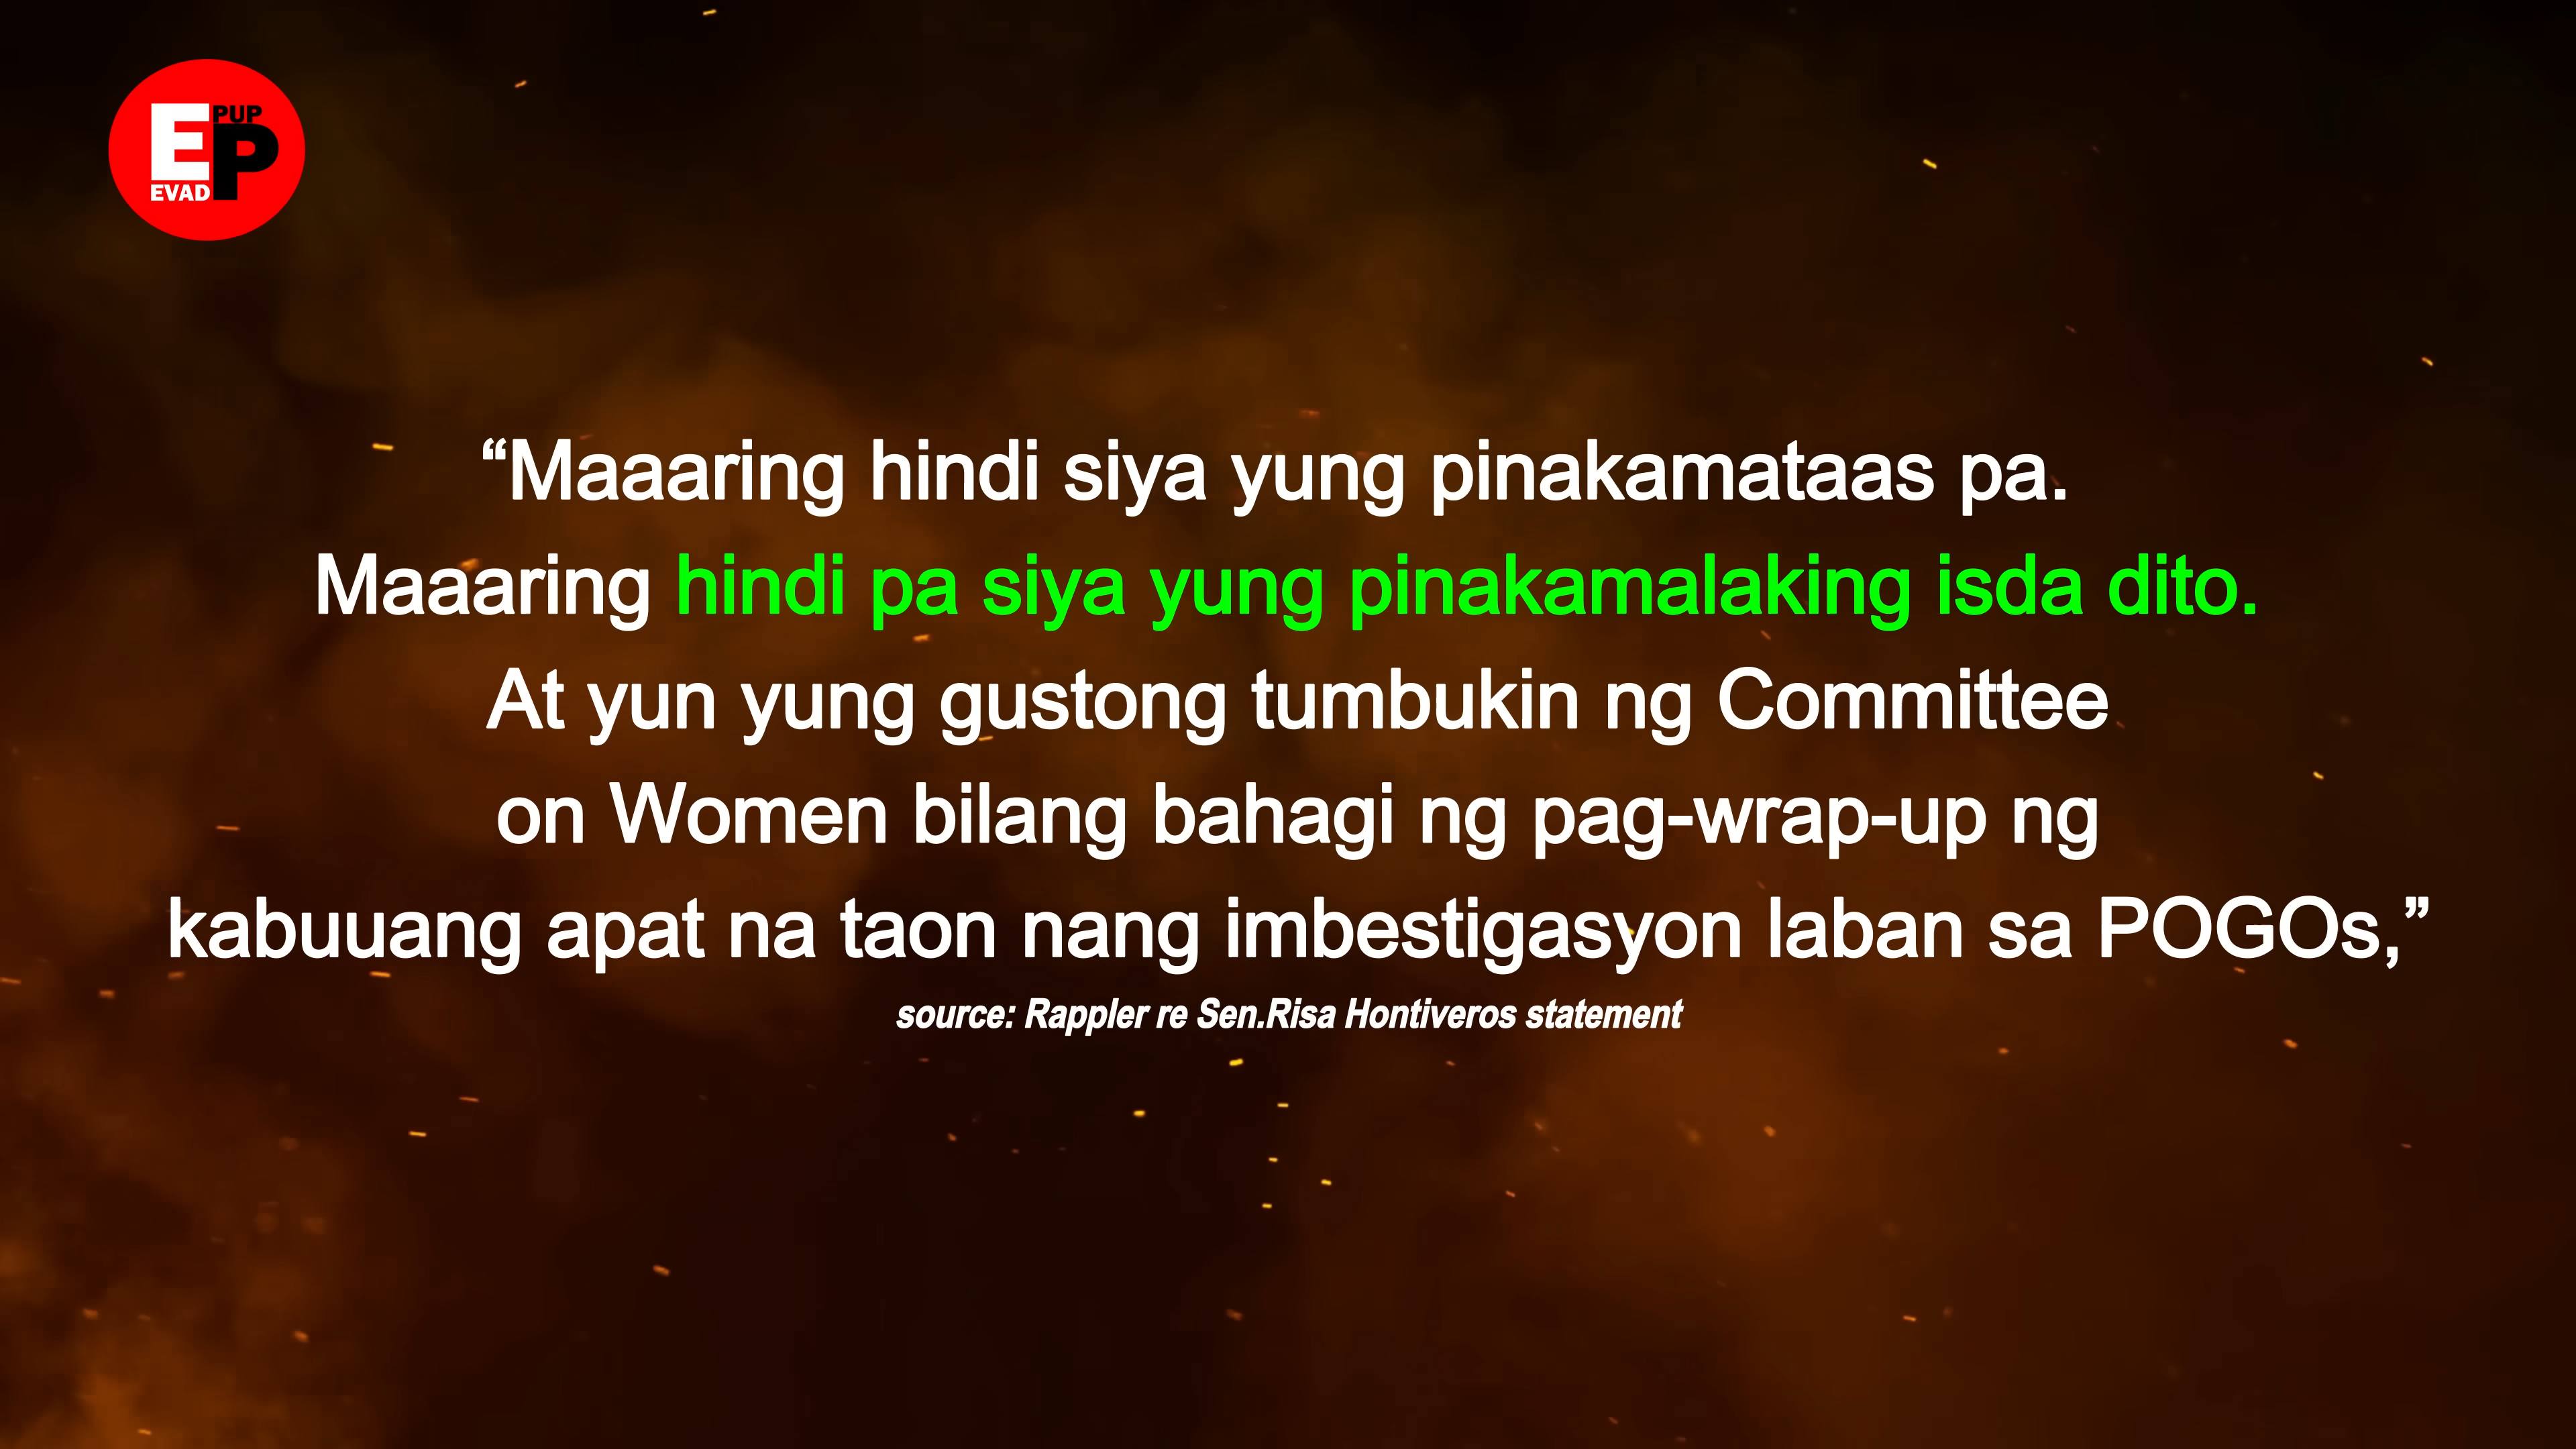 PUP
EP
EVAD
“Maaaring hindi siya yung pinakamataas pa.
Maaaring hindi pa siya yung pinakamalaking isda dito.
At yun yung gustong tumbukin ng Committee
on Women bilang bahagi ng pag-wrap-up ng
kabuuang apat na taon nang imbestigasyon laban sa POGOs,”
source: Rappler re Sen.Risa Hontiveros statement